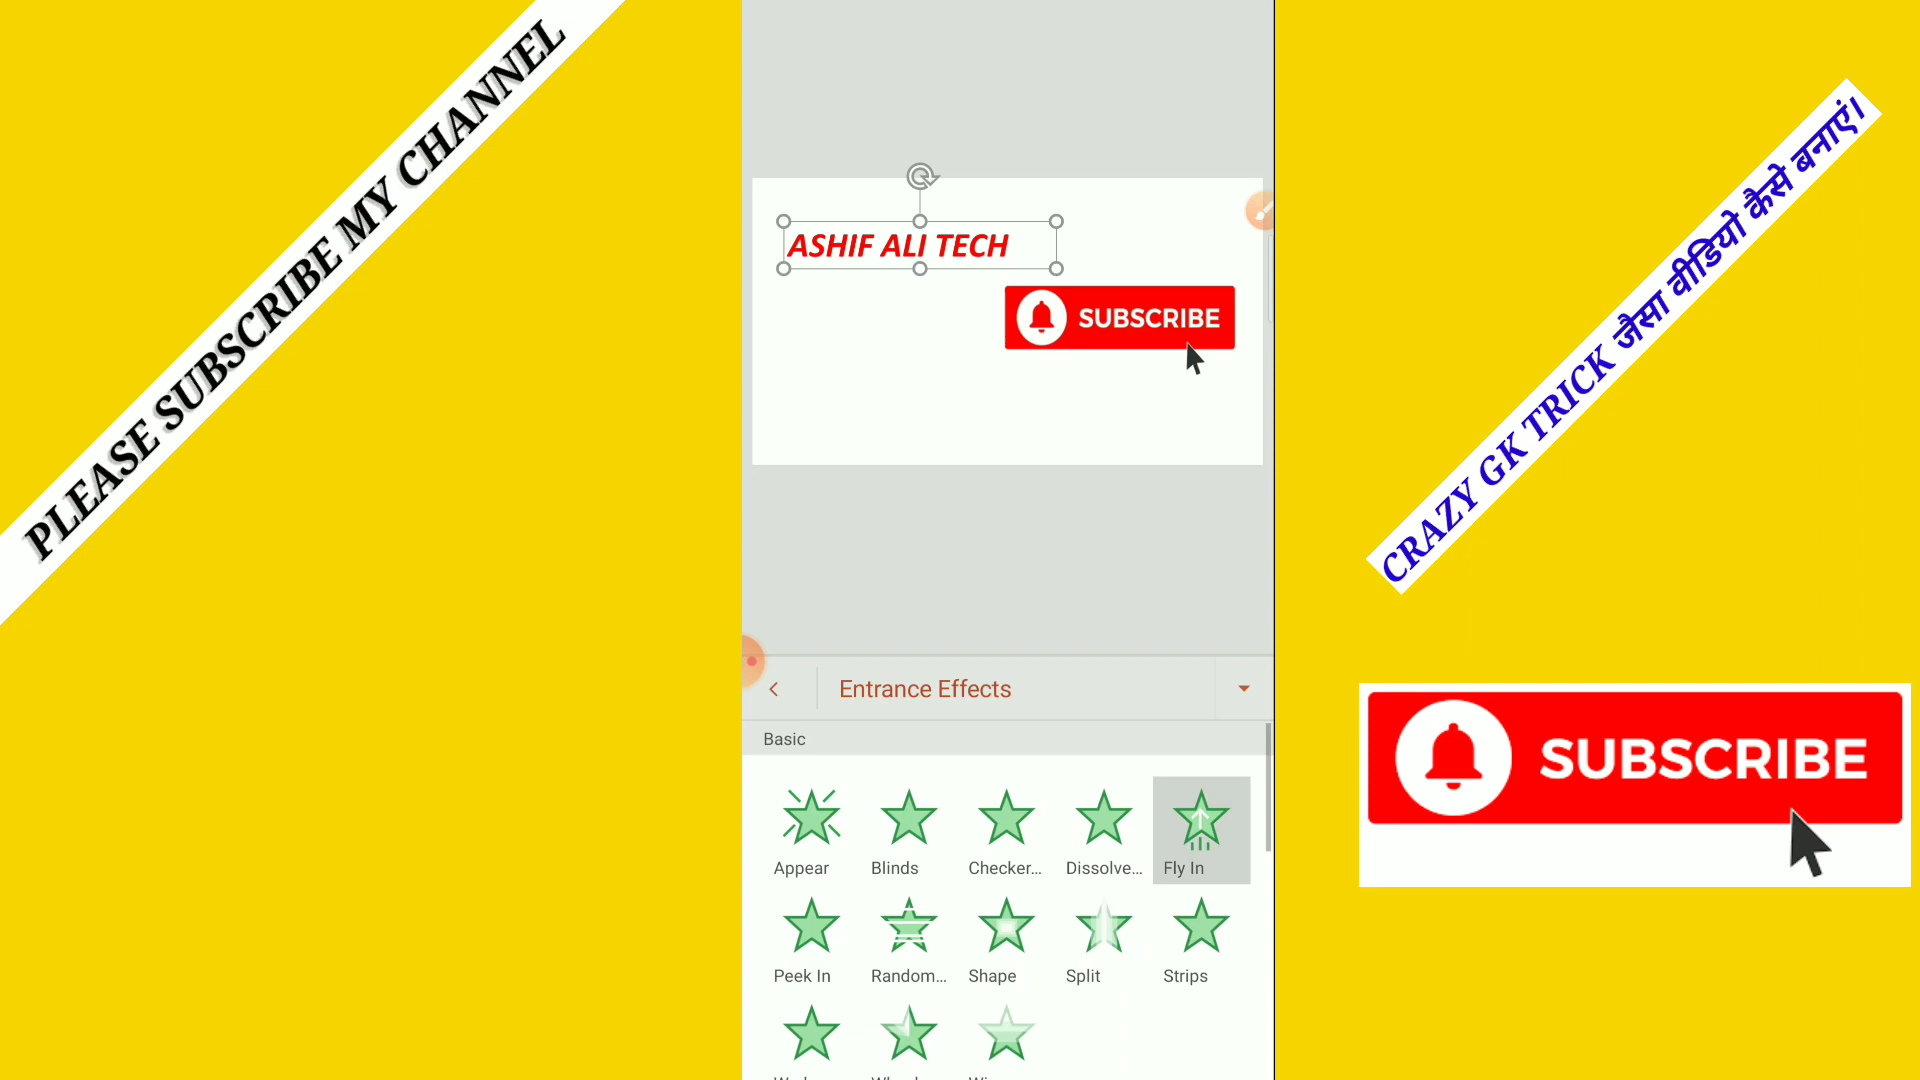 PLEASE SUBSCRIBE MY CHANNEL
ASHIF ALI TECH
SUBSCRIBE
CRAZY GK TRICK जैसा वीडियो कैसे बनाएं।
SUBSCRIBE
Entrance Effects
Basic
Appear Blinds Checker... Dissolve... Fly In
Peek In Random... Shape Split Strips